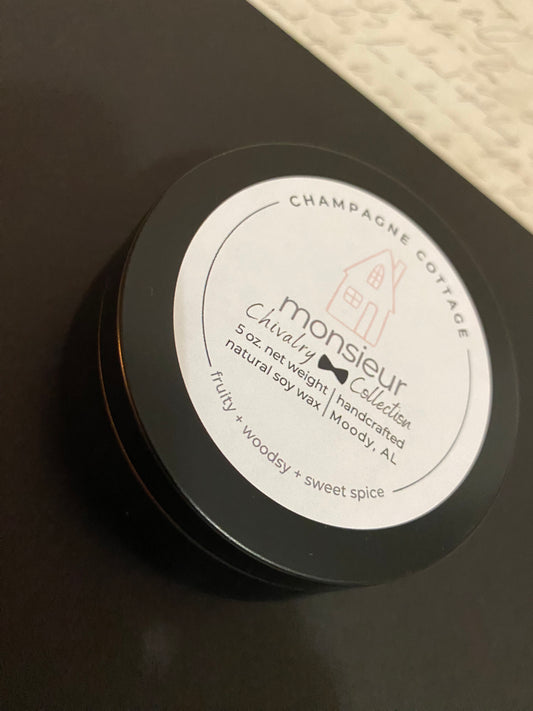 CHAMPAGNE COTTAGE
monsieur
Chivalry Collection
5 oz. net weight | handcrafted
natural soy wax | Moody, AL
fruity + woodsy + sweet spice